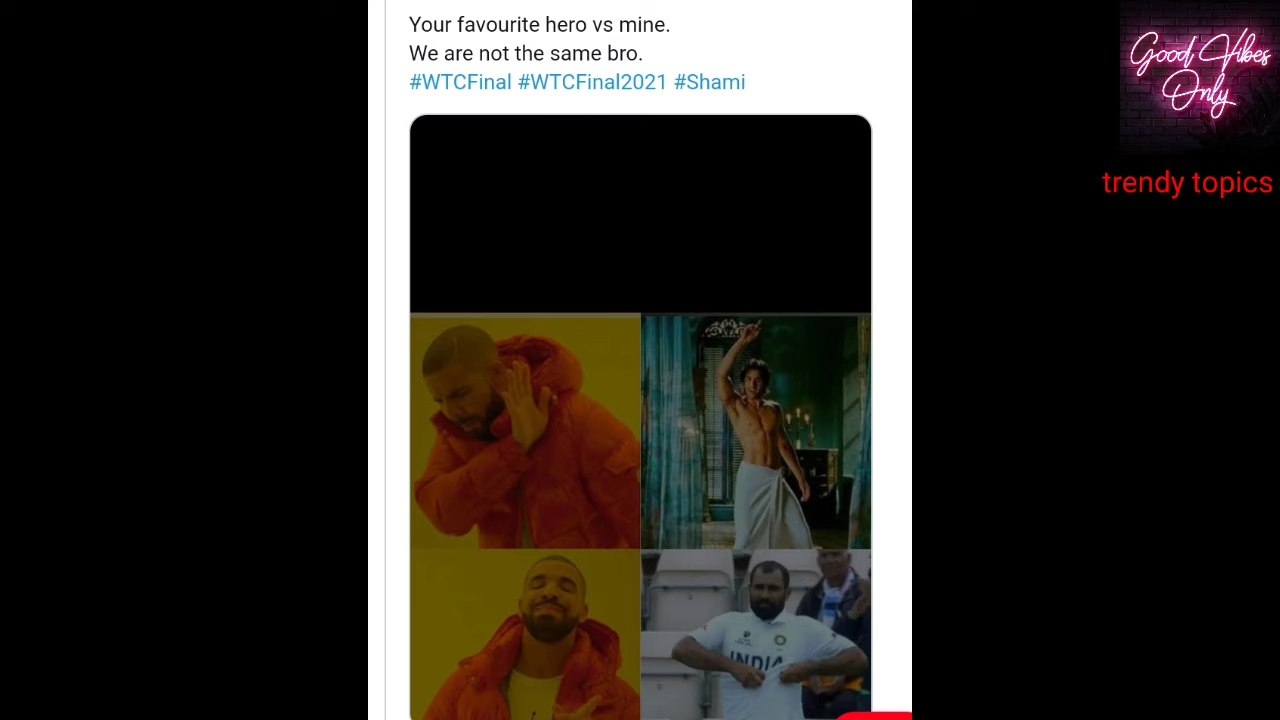 Your favourite hero vs mine.
We are not the same bro.
#WTCFinal #WTCFinal2021 #Shami
Good Vibes
Only
trendy topics
INDIA